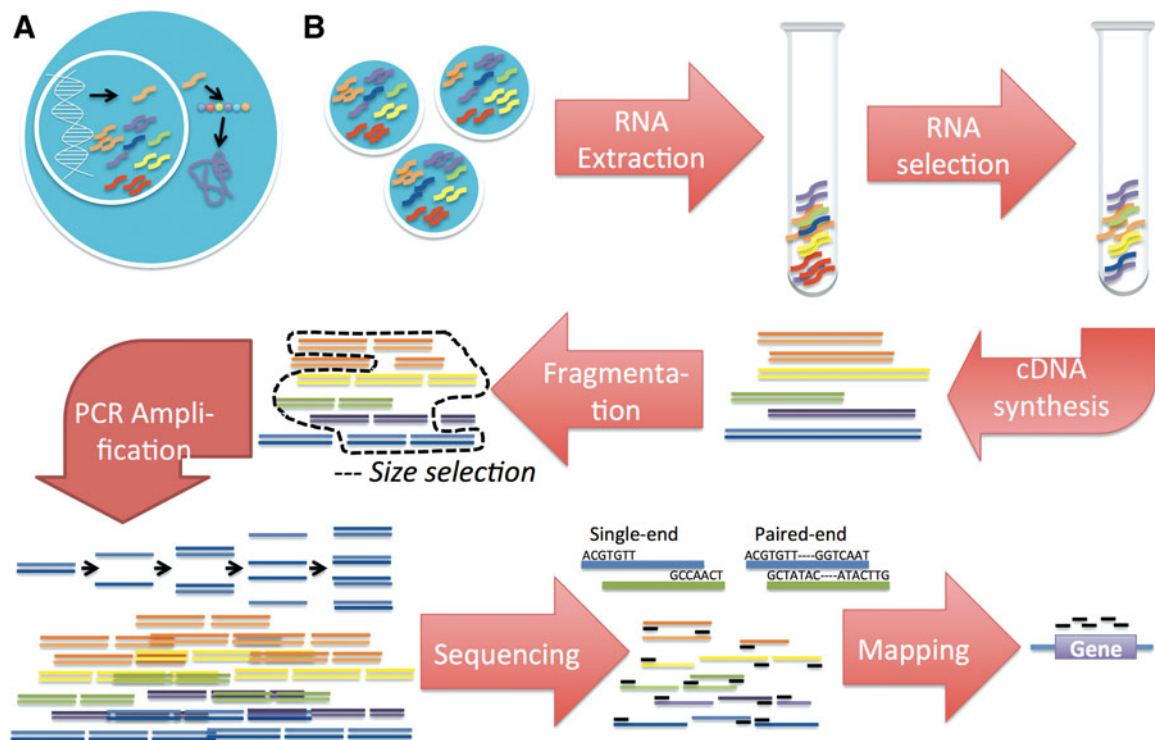 A
B
RNA
Extraction
RNA
selection
cDNA
synthesis
Fragmenta-
tion
--- Size selection
PCR Ampli-
fication
Single-end
ACGTGTT
GCCAACT
Paired-end
ACGTGTT----GGTCAAT
GCTATAC----ATACTTG
Sequencing
Mapping
Gene